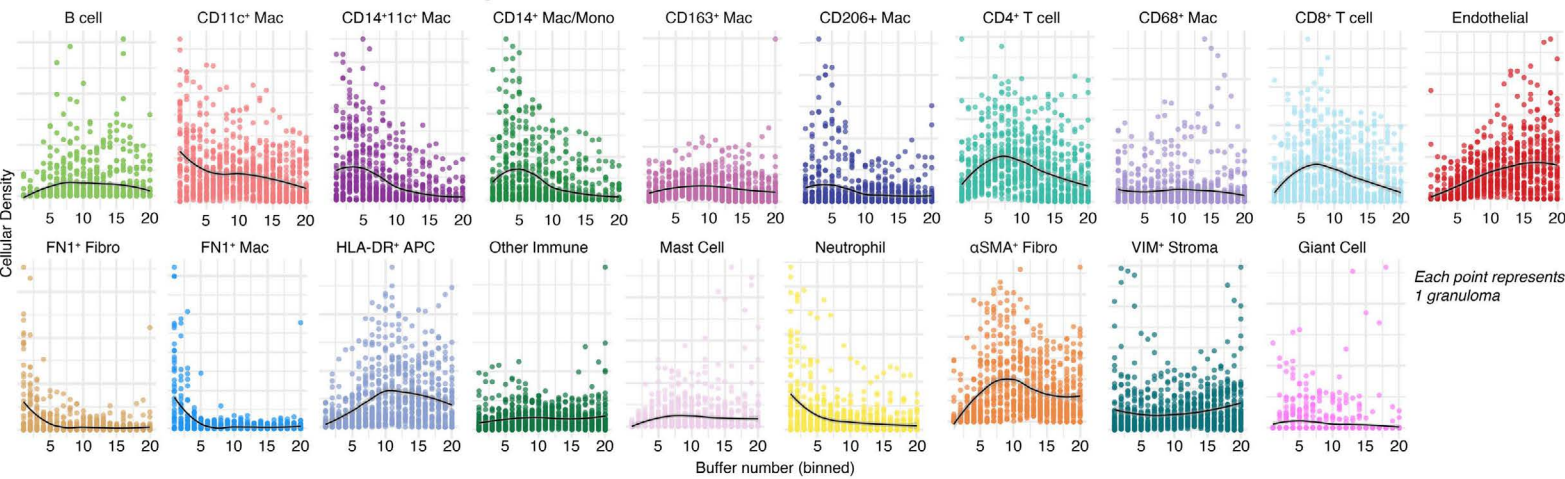 B cell
CD11c⁺ Mac
CD14⁺11c⁺ Mac
CD14⁺ Mac/Mono
CD163⁺ Mac
CD206+ Mac
CD4⁺ T cell
CD68⁺ Mac
CD8⁺ T cell
Endothelial
5 10 15 20
5 10 15 20
5 10 15 20
5 10 15 20
5 10 15 20
5 10 15 20
5 10 15 20
5 10 15 20
5 10 15 20
5 10 15 20
Cellular Density
FN1⁺ Fibro
FN1⁺ Mac
HLA-DR⁺ APC
Other Immune
Mast Cell
Neutrophil
αSMA⁺ Fibro
VIM⁺ Stroma
Giant Cell
Each point represents
1 granuloma
5 10 15 20
5 10 15 20
5 10 15 20
5 10 15 20
5 10 15 20
5 10 15 20
5 10 15 20
5 10 15 20
5 10 15 20
Buffer number (binned)